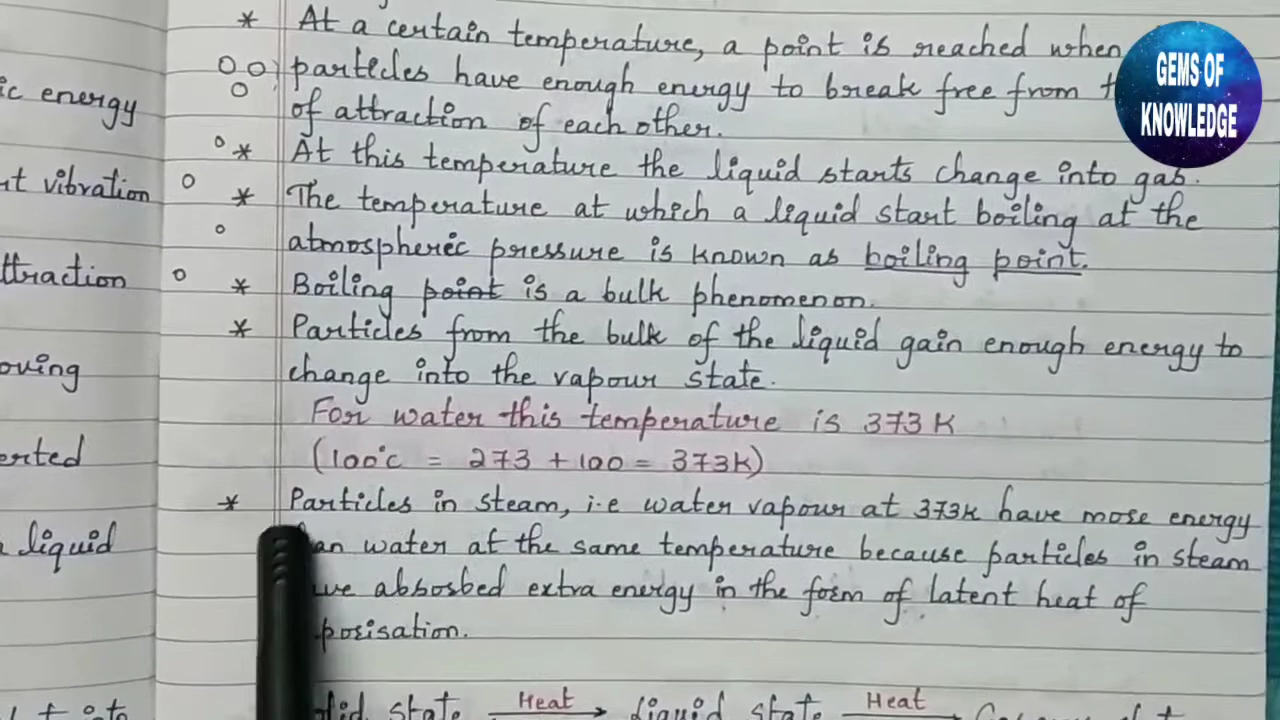 * At a certain temperature, a point is reached when
particles have enough energy to break free from
of attraction of each other.
* At this temperature the liquid starts change into gas.
* The temperature at which a liquid start boiling at the
atmospheric pressure is known as boiling point.
* Boiling point is a bulk phenomenon.
* Particles from the bulk of the liquid gain enough energy to
change into the vapour state.
For water this temperature is 373 K
(100°c = 273 + 100 = 373K)
* Particles in steam, i.e water vapour at 373K have more energy
water at the same temperature because particles in steam
absorbed extra energy in the form of latent heat of
state Heat liquid state Heat
energy
vibration
attraction
liquid
GEMS OF
KNOWLEDGE